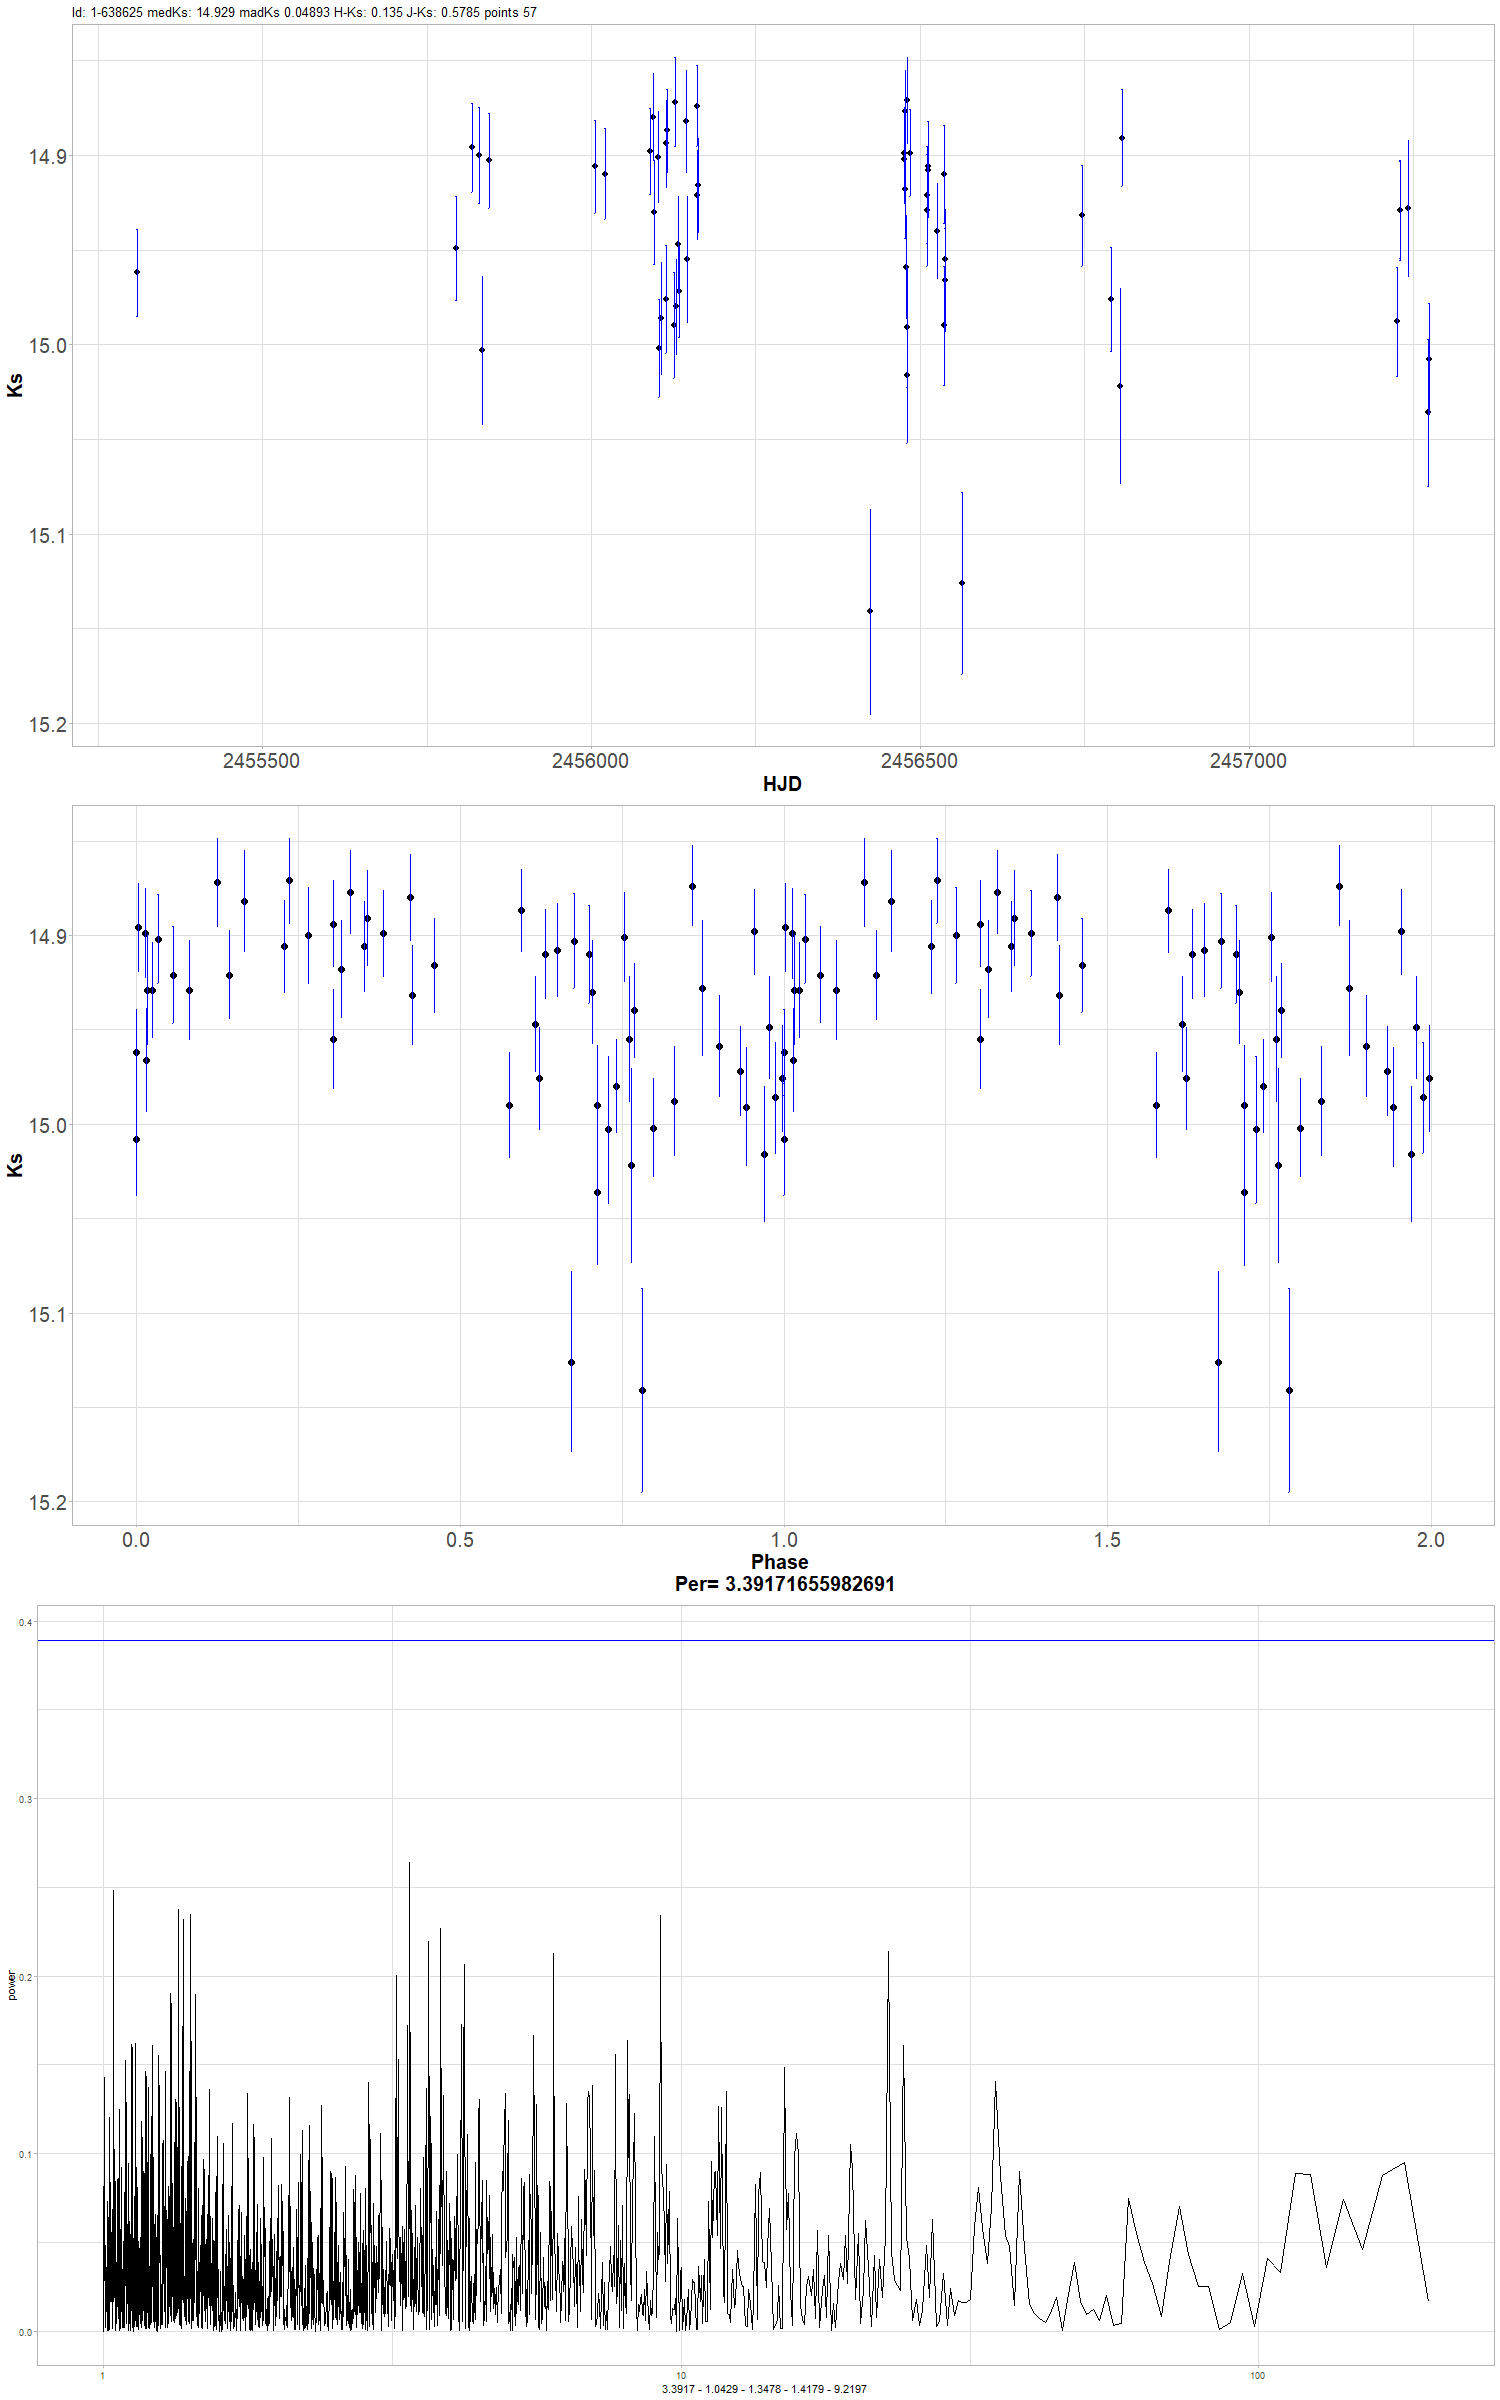 Id: 1-638625 medKs: 14.929 madKs 0.04893 H-Ks: 0.135 J-Ks: 0.5785 points 57
14.9
15.0
15.1
15.2
Ks
2455500 2456000 2456500 2457000
HJD
14.9
15.0
15.1
15.2
Ks
0.0 0.5 1.0 1.5 2.0
Phase
Per= 3.39171655982691
0.4
0.3
0.2
0.1
0.0
power
1 10 100
3.3917 - 1.0429 - 1.3478 - 1.4179 - 9.2197